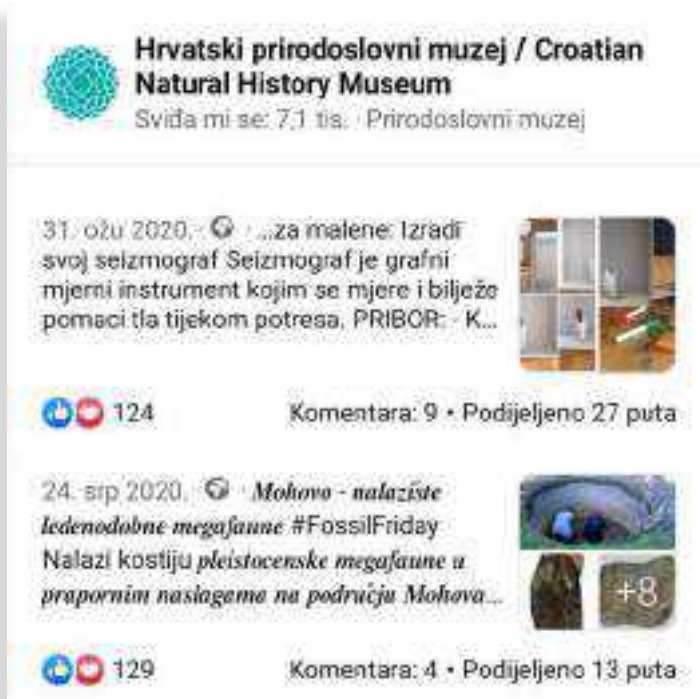 Hrvatski prirodoslovni muzej / Croatian
Natural History Museum
Sviđa mi se: 7,1 tis. · Prirodoslovni muzej
31. ožu 2020. · · ...za malene: Izradi
svoj seizmograf Seizmograf je grafni
mjerni instrument kojim se mjere i bilježe
pomaci tla tijekom potresa. PRIBOR: - K...
124
Komentara: 9 • Podijeljeno 27 puta
24. srp 2020. · · Mohovo - nalazište
ledenodobne megafaune #FossilFriday
Nalazi kostiju pleistocenske megafaune u
prapornim naslagama na području Mohova...
+8
129
Komentara: 4 • Podijeljeno 13 puta